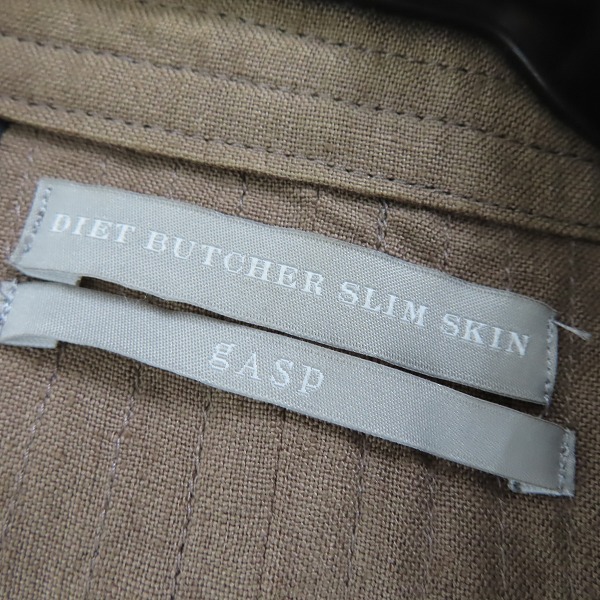 DIET BUTCHER SLIM SKIN
gASp